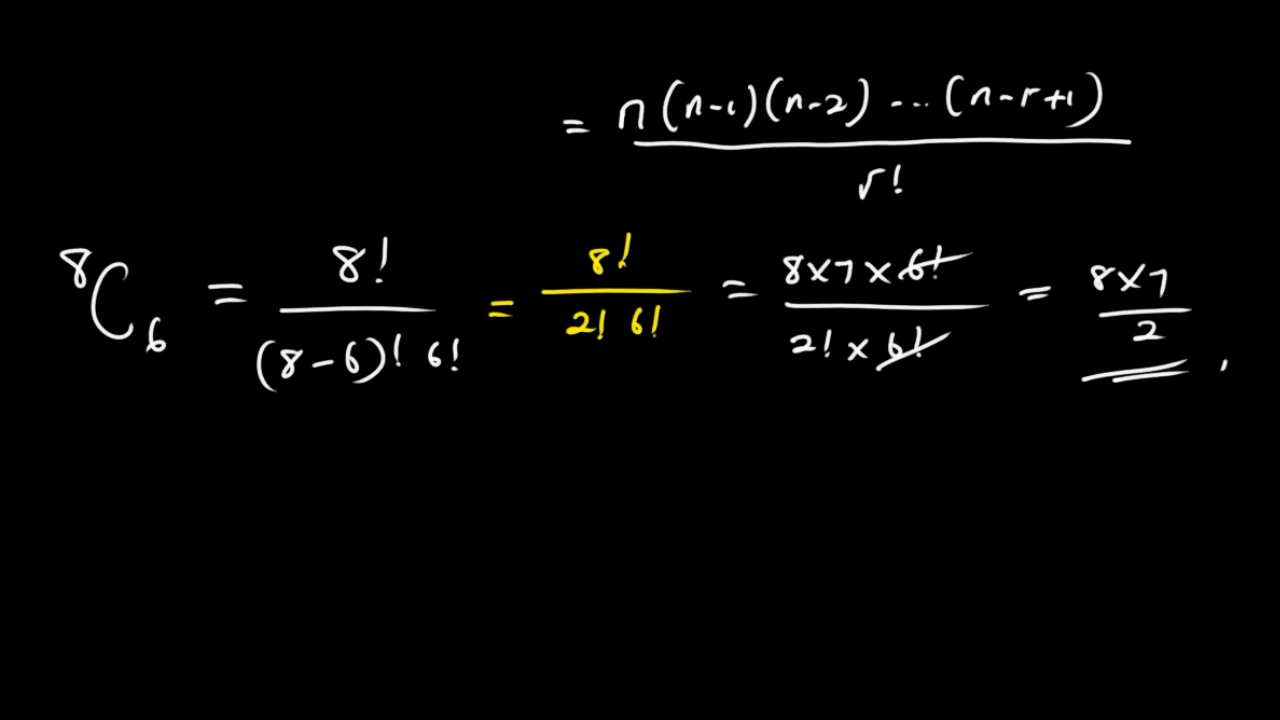 = n(n-1)(n-2) ... (n-r+1) / r!
⁸C₆ = 8! / (8-6)! 6! = 8! / 2! 6! = 8×7×6! / 2!×6! = 8×7 / 2 ,